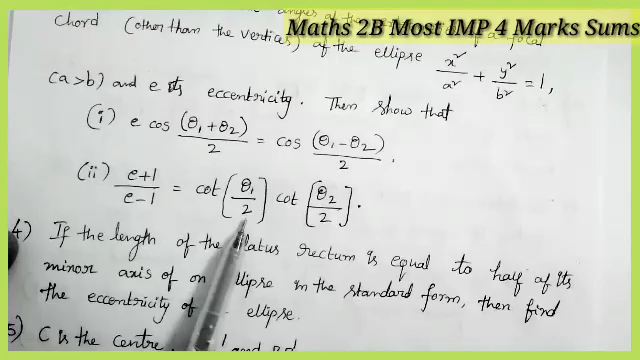 Maths 2B Most IMP 4 Marks Sums
angles of the
focal
chord (other than the vertices) of the ellipse x²/a² + y²/b² = 1,
(a>b) and e its eccentricity. Then show that
(i) e cos (θ₁+θ₂)/2 = cos (θ₁-θ₂)/2.
(ii) e+1/e-1 = cot[θ₁/2] cot[θ₂/2].
4) If the length of the latus rectum is equal to half of its
minor axis of an ellipse in the standard form, then find
the eccentricity of ellipse.
5) C is the centre, and